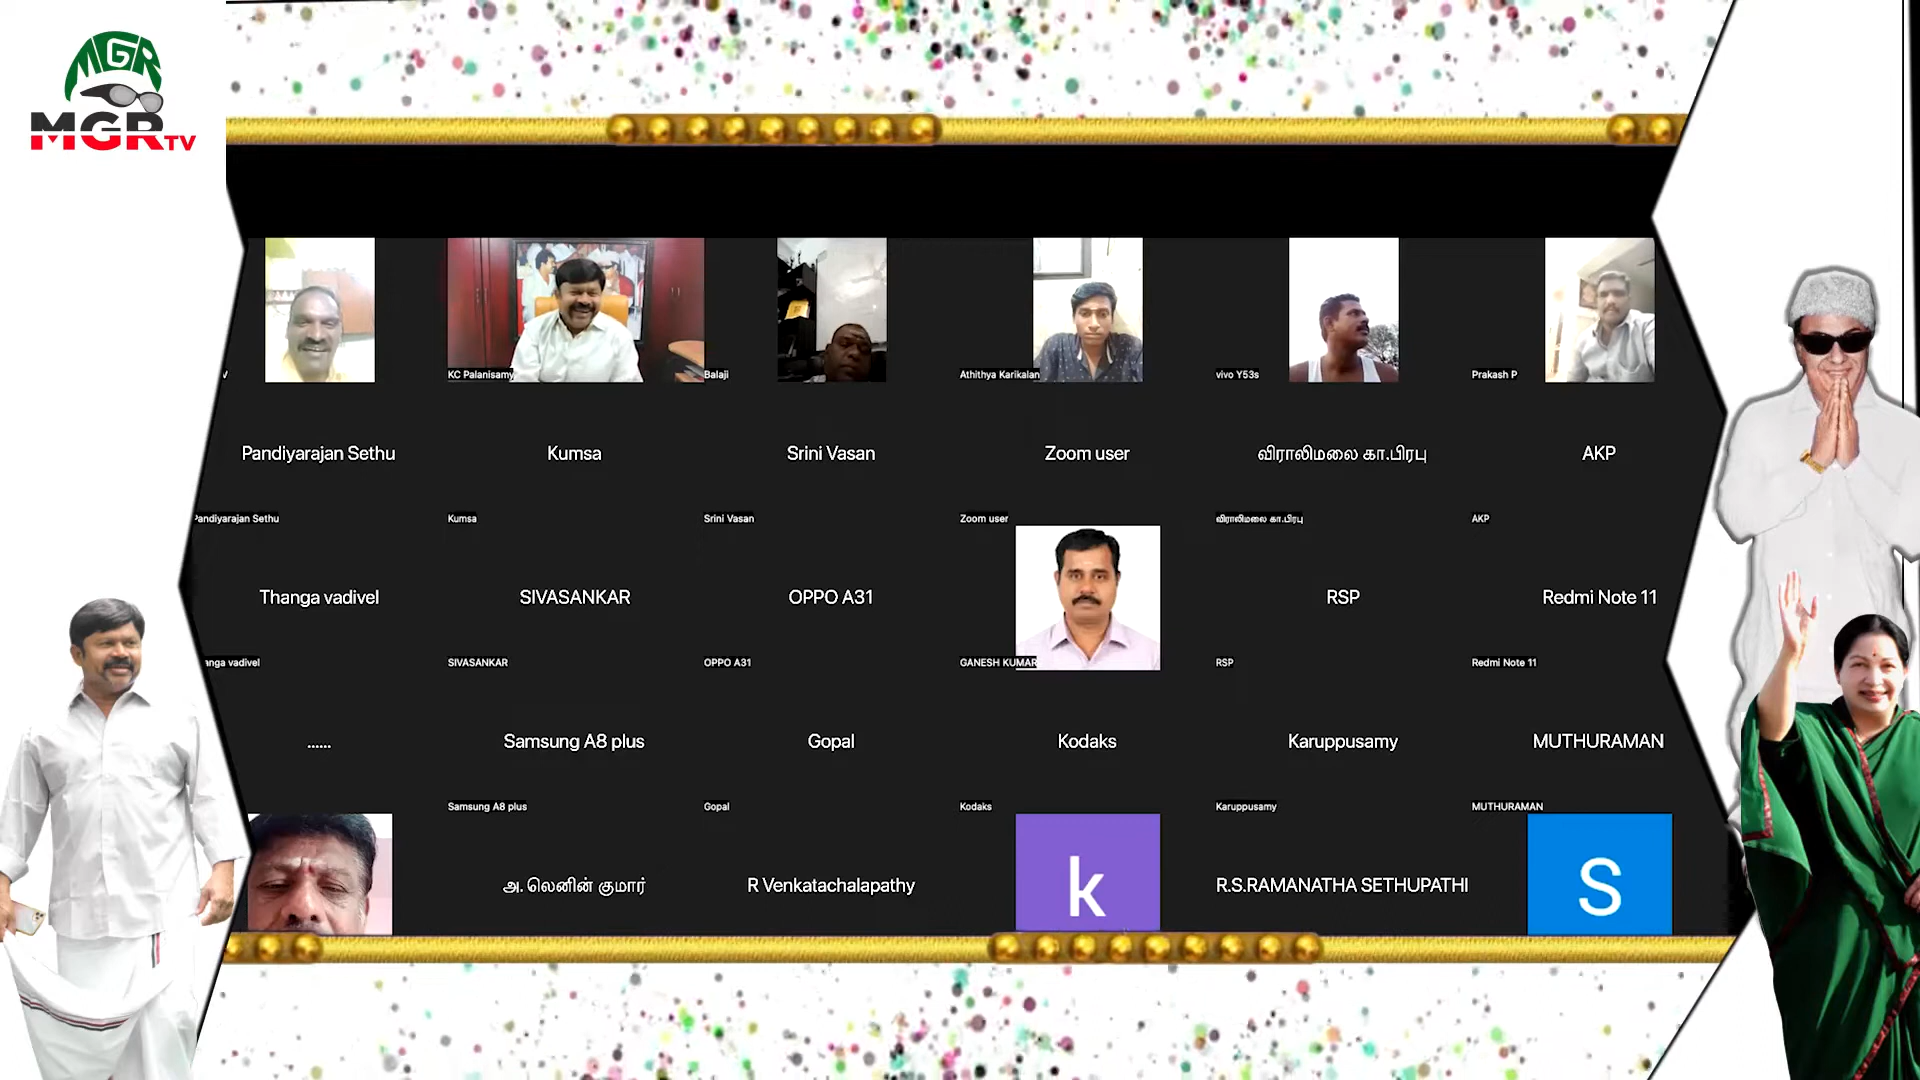 MGR
MGR TV
V
KC Palanisamy
Balaji
Athithya Karikalan
vivo Y53s
Prakash P
Pandiyarajan Sethu
Kumsa
Srini Vasan
Zoom user
விராலிமலை கா.பிரபு
AKP
Pandiyarajan Sethu
Kumsa
Srini Vasan
Zoom user
விராலிமலை கா.பிரபு
AKP
Thanga vadivel
SIVASANKAR
OPPO A31
RSP
Redmi Note 11
anga vadivel
SIVASANKAR
OPPO A31
GANESH KUMAR
RSP
Redmi Note 11
......
Samsung A8 plus
Gopal
Kodaks
Karuppusamy
MUTHURAMAN
Samsung A8 plus
Gopal
Kodaks
Karuppusamy
MUTHURAMAN
அ. லெனின் குமார்
R Venkatachalapathy
k
R.S.RAMANATHA SETHUPATHI
S